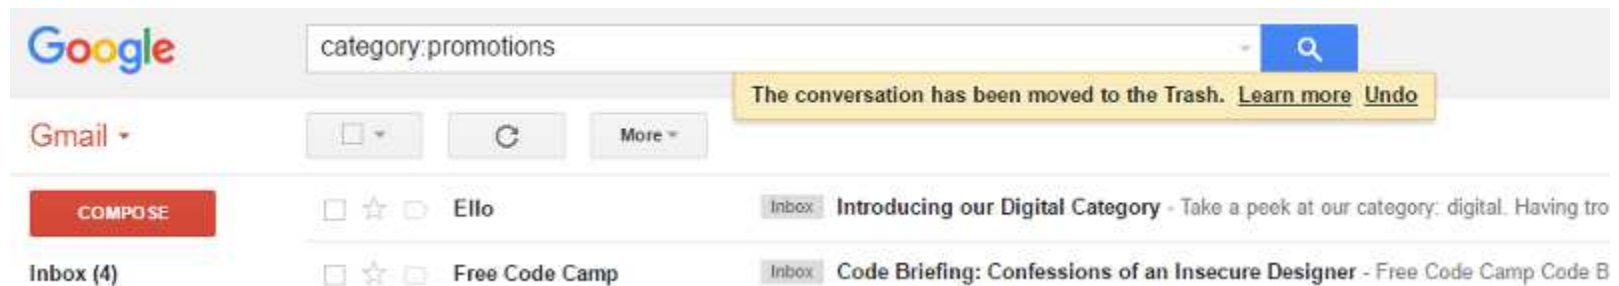 Google
category:promotions
The conversation has been moved to the Trash. Learn more Undo
Gmail
More
COMPOSE
Ello
Inbox Introducing our Digital Category - Take a peek at our category: digital. Having tro
Inbox (4)
Free Code Camp
Inbox Code Briefing: Confessions of an Insecure Designer - Free Code Camp Code B